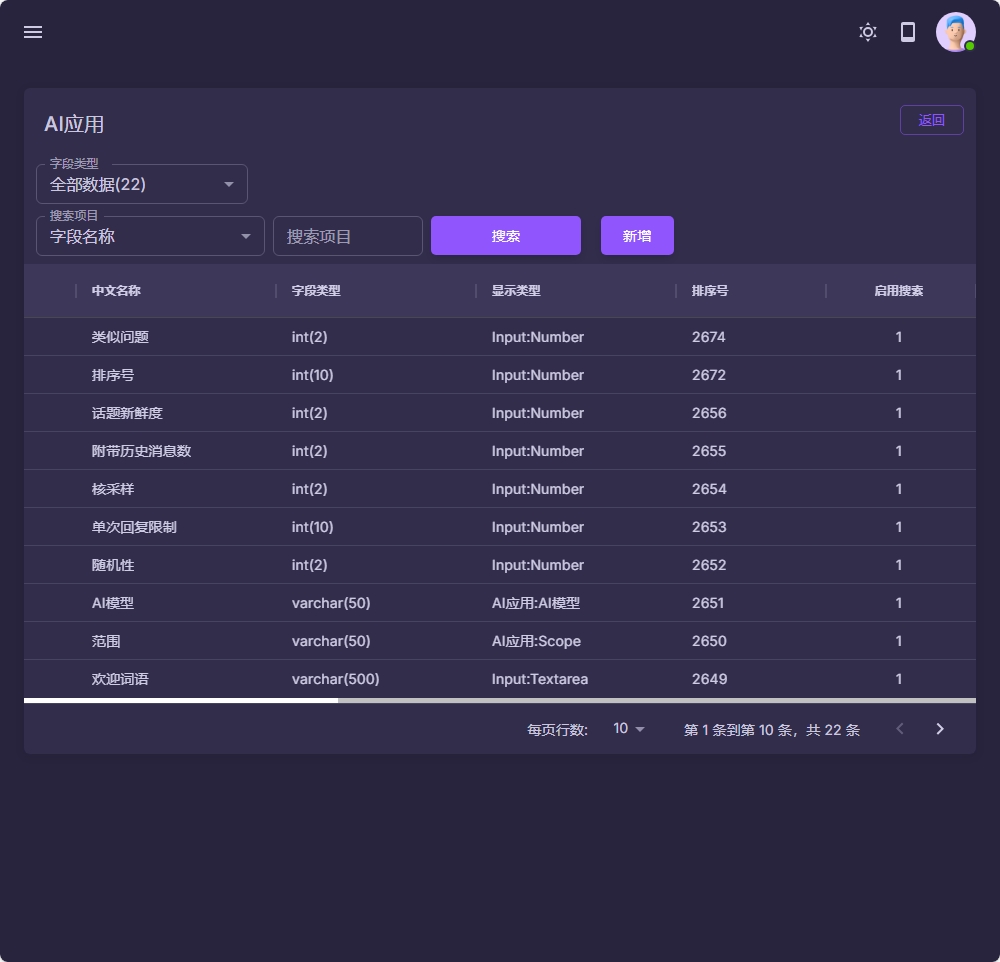 AI应用
返回
字段类型
全部数据(22)
搜索项目
字段名称
搜索项目
搜索
新增
中文名称 字段类型 显示类型 排序号 启用搜索
类似问题 int(2) Input:Number 2674 1
排序号 int(10) Input:Number 2672 1
话题新鲜度 int(2) Input:Number 2656 1
附带历史消息数 int(2) Input:Number 2655 1
核采样 int(2) Input:Number 2654 1
单次回复限制 int(10) Input:Number 2653 1
随机性 int(2) Input:Number 2652 1
AI模型 varchar(50) AI应用:AI模型 2651 1
范围 varchar(50) AI应用:Scope 2650 1
欢迎词语 varchar(500) Input:Textarea 2649 1
每页行数: 10 第 1 条到第 10 条，共 22 条